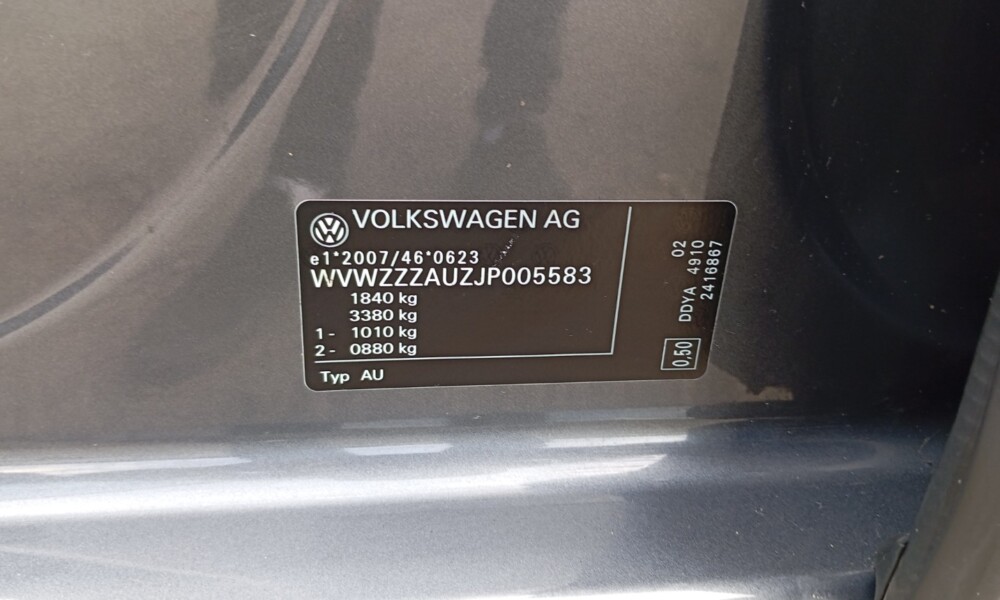 VOLKSWAGEN AG
e1*2007/46*0623
WVWZZZAUZJP005583
1840 kg
3380 kg
1- 1010 kg
2- 0880 kg
Typ AU
02
DDYA 4910
2416867
0,50